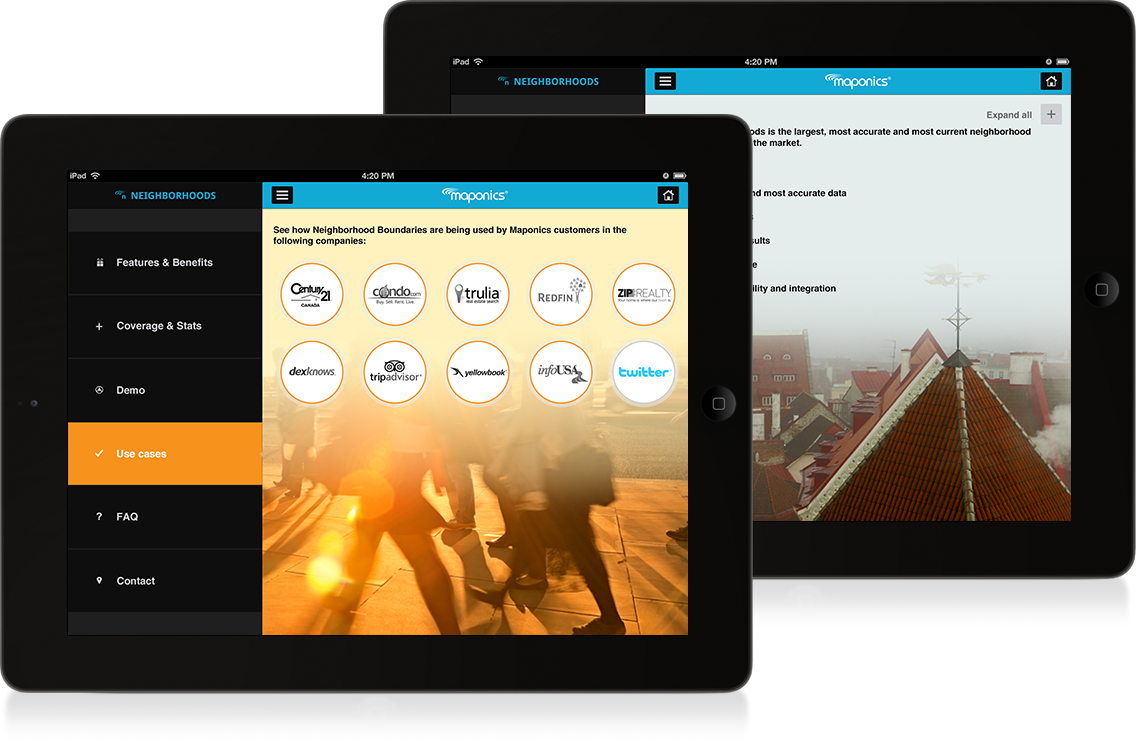 iPad
4:20 PM
NEIGHBORHOODS
maponics®
Expand all
ods is the largest, most accurate and most current neighborhood
the market.
nd most accurate data
s
sults
e
ility and integration
iPad
4:20 PM
NEIGHBORHOODS
maponics®
Features & Benefits
Coverage & Stats
Demo
Use cases
FAQ
Contact
See how Neighborhood Boundaries are being used by Maponics customers in the
following companies:
Century 21
CANADA
condo.com
Buy. Sell. Rent. Live.
trulia
real estate search
REDFIN
ZIPREALTY
Your home is where our heart is.
dexknows
tripadvisor®
yellowbook
infoUSA
twitter